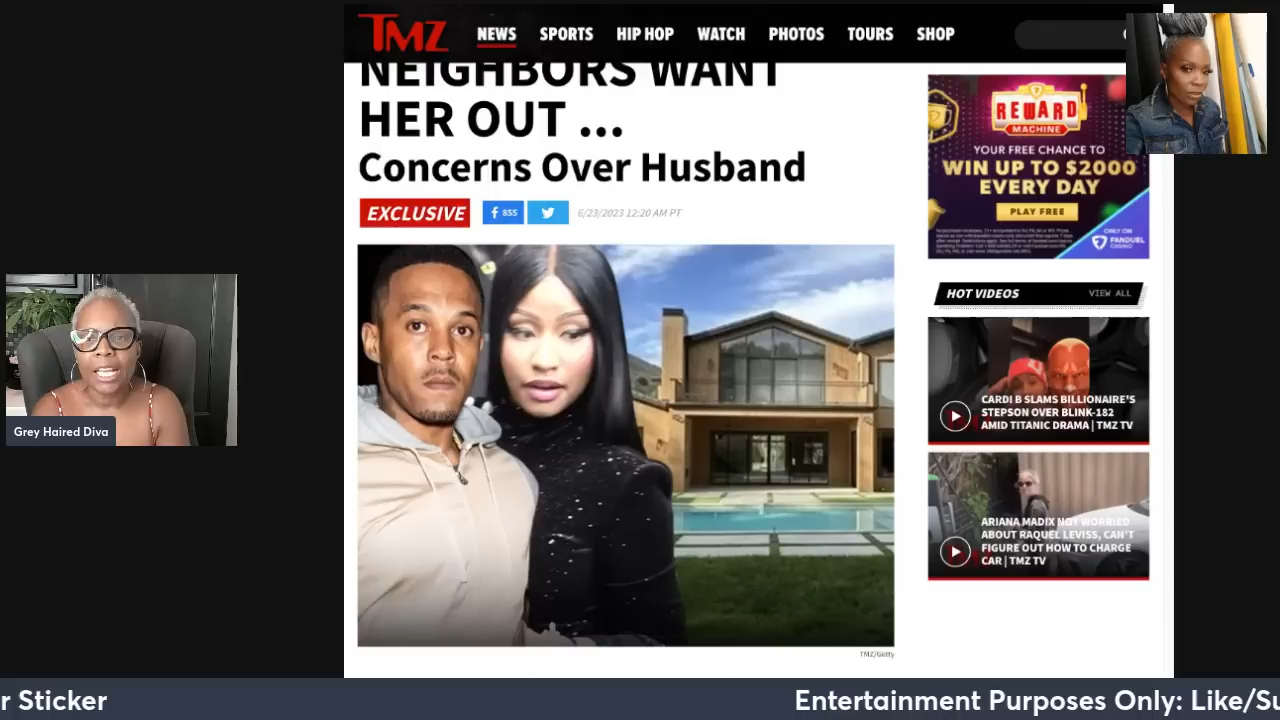 TMZ
NEWS SPORTS HIP HOP WATCH PHOTOS TOURS SHOP
NEIGHBORS WANT
HER OUT ...
Concerns Over Husband
EXCLUSIVE
f 855
6/23/2023 12:20 AM PT
TMZ/Getty
REWARD
MACHINE
YOUR FREE CHANCE TO
WIN UP TO $2000
EVERY DAY
PLAY FREE
ONLY ON
FANDUEL
CASINO
HOT VIDEOS
VIEW ALL
CARDI B SLAMS BILLIONAIRE'S
STEPSON OVER BLINK-182
AMID TITANIC DRAMA | TMZ TV
ARIANA MADIX NOT WORRIED
ABOUT RAQUEL LEVISS, CAN'T
FIGURE OUT HOW TO CHARGE
CAR | TMZ TV
Grey Haired Diva
r Sticker
Entertainment Purposes Only: Like/Su